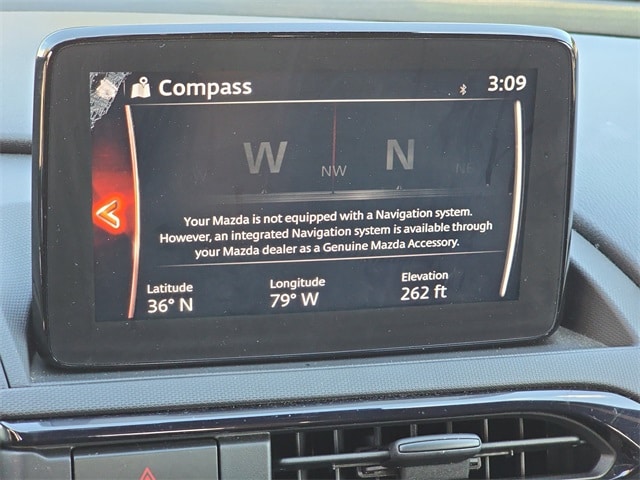 Compass 3:09
W NW N NE
Your Mazda is not equipped with a Navigation system.
However, an integrated Navigation system is available through
your Mazda dealer as a Genuine Mazda Accessory.
Latitude Longitude Elevation
36° N 79° W 262 ft